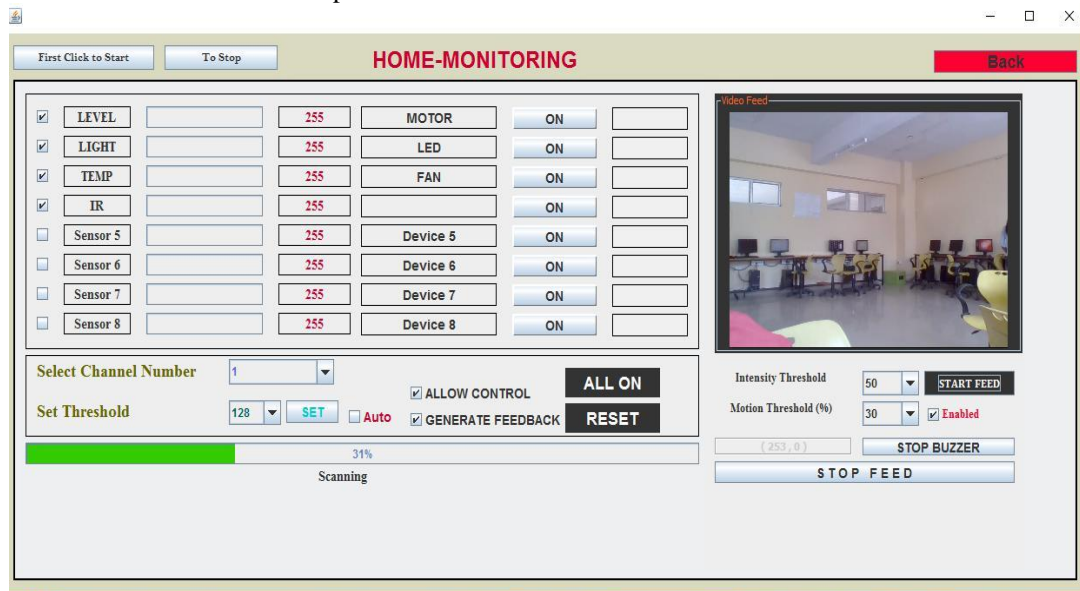 First Click to Start To Stop HOME-MONITORING Back
LEVEL 255 MOTOR ON
LIGHT 255 LED ON
TEMP 255 FAN ON
IR 255 ON
Sensor 5 255 Device 5 ON
Sensor 6 255 Device 6 ON
Sensor 7 255 Device 7 ON
Sensor 8 255 Device 8 ON
Select Channel Number 1
Set Threshold 128 SET Auto
ALLOW CONTROL ALL ON
GENERATE FEEDBACK RESET
31%
Scanning
Video Feed
Intensity Threshold 50 START FEED
Motion Threshold (%) 30 Enabled
(253,0) STOP BUZZER
STOP FEED